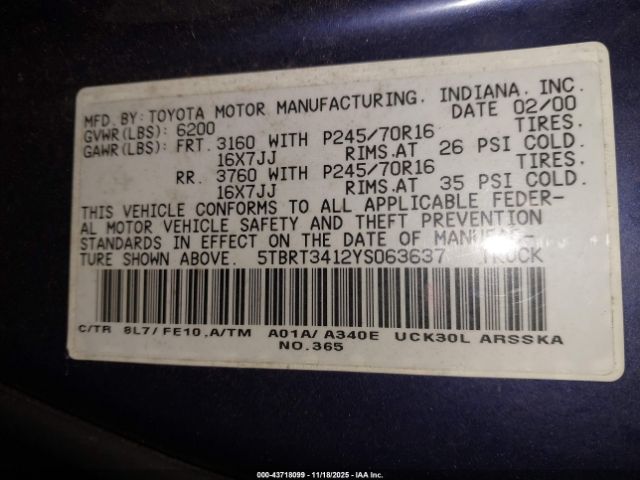 MFD. BY: TOYOTA MOTOR MANUFACTURING, INDIANA, INC.
GVWR(LBS): 6200 DATE 02/00
GAWR(LBS): FRT. 3160 WITH P245/70R16 TIRES.
16X7JJ RIMS.AT 26 PSI COLD.
RR. 3760 WITH P245/70R16 TIRES.
16X7JJ RIMS.AT 35 PSI COLD.
THIS VEHICLE CONFORMS TO ALL APPLICABLE FEDER-
AL MOTOR VEHICLE SAFETY AND THEFT PREVENTION
STANDARDS IN EFFECT ON THE DATE OF MANUFAC-
TURE SHOWN ABOVE. 5TBRT3412YS063637 TRUCK
C/TR 8L7/FE10,A/TM A01A/A340E UCK30L ARSSKA
NO.365
000-43718099 - 11/18/2025 - IAA Inc.